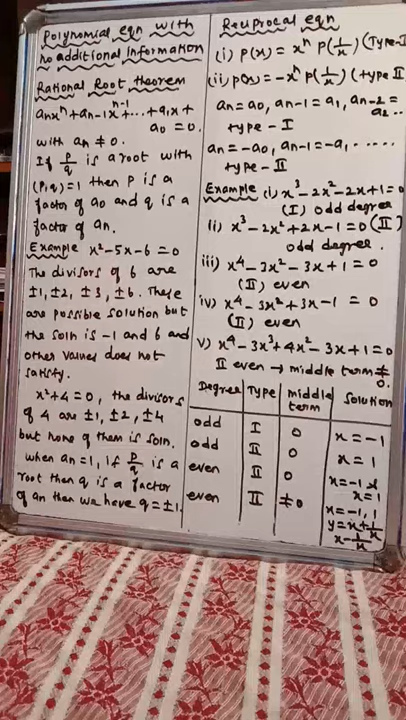 Polynomial eqn with
no additional information
Rational Root theorem
aₙxⁿ+aₙ₋₁xⁿ⁻¹+...+a₁x+
a₀ = 0.
with aₙ ≠ 0.
If p/q is a root with
(p,q)=1 then p is a
factor of a₀ and q is a
factor of aₙ.
Example x²-5x-6=0
The divisors of 6 are
±1, ±2, ±3, ±6. These
are possible solution but
the soln is -1 and 6 and
other values does not
satisfy.
x²+4=0, the divisors
of 4 are ±1, ±2, ±4
but none of them is soln.
when aₙ=1, if p/q is a
root then q is a factor
of aₙ then we have q=±1.
Reciprocal eqn
(i) P(x) = xⁿ P(1/x) (Type-I
(ii) p(x) = -xⁿ P(1/x) (type II
aₙ=a₀, aₙ₋₁=a₁, aₙ₋₂=
a₂..
type - I
aₙ=-a₀, aₙ₋₁=-a₁.....
type - II
Example (i) x³-2x²-2x+1=0
(I) odd degree
ii) x³-2x²+2x-1=0 (II)
odd degree.
iii) x⁴-3x²-3x+1=0
(II) even
iv) x⁴-3x²+3x-1=0
(II) even
v) x⁴-3x³+4x²-3x+1=0
II even → middle term ≠
0.
Degree Type middle term Solution
odd I 0 x=-1
odd II 0 x=1
even II 0 x=-1 & x=1
even II ≠0 x=-1, 1
y=x+1/x
x-1/x